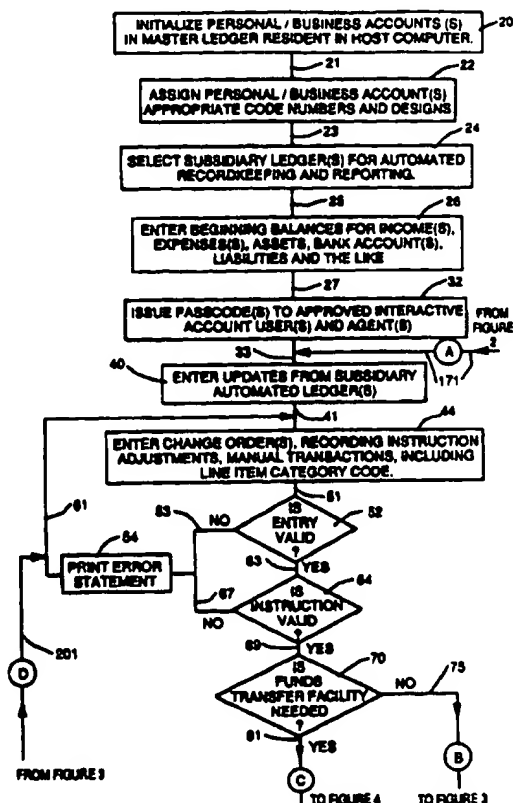 20
INITIALIZE PERSONAL / BUSINESS ACCOUNTS (S)
IN MASTER LEDGER RESIDENT IN HOST COMPUTER.
21
22
ASSIGN PERSONAL / BUSINESS ACCOUNT(S)
APPROPRIATE CODE NUMBERS AND DESIGNS
23
24
SELECT SUBSIDIARY LEDGER(S) FOR AUTOMATED
RECORDKEEPING AND REPORTING.
25
26
ENTER BEGINNING BALANCES FOR INCOME(S),
EXPENSES(S), ASSETS, BANK ACCOUNT(S),
LIABILITIES AND THE LIKE
27
32
ISSUE PASSCODE(S) TO APPROVED INTERACTIVE
ACCOUNT USER(S) AND AGENT(S)
FROM
FIGURE
2
33
A
171
40
ENTER UPDATES FROM SUBSIDIARY
AUTOMATED LEDGER(S)
41
44
ENTER CHANGE ORDER(S), RECORDING INSTRUCTION
ADJUSTMENTS, MANUAL TRANSACTIONS, INCLUDING
LINE ITEM CATEGORY CODE.
61
51
53
NO
IS
ENTRY
VALID
?
52
54
PRINT ERROR
STATEMENT
63
YES
64
67
NO
IS
INSTRUCTION
VALID
?
69
YES
70
IS
FUNDS
TRANSFER FACILITY
NEEDED
?
NO
75
201
D
81
YES
B
C
FROM FIGURE 3
TO FIGURE 4
TO FIGURE 3